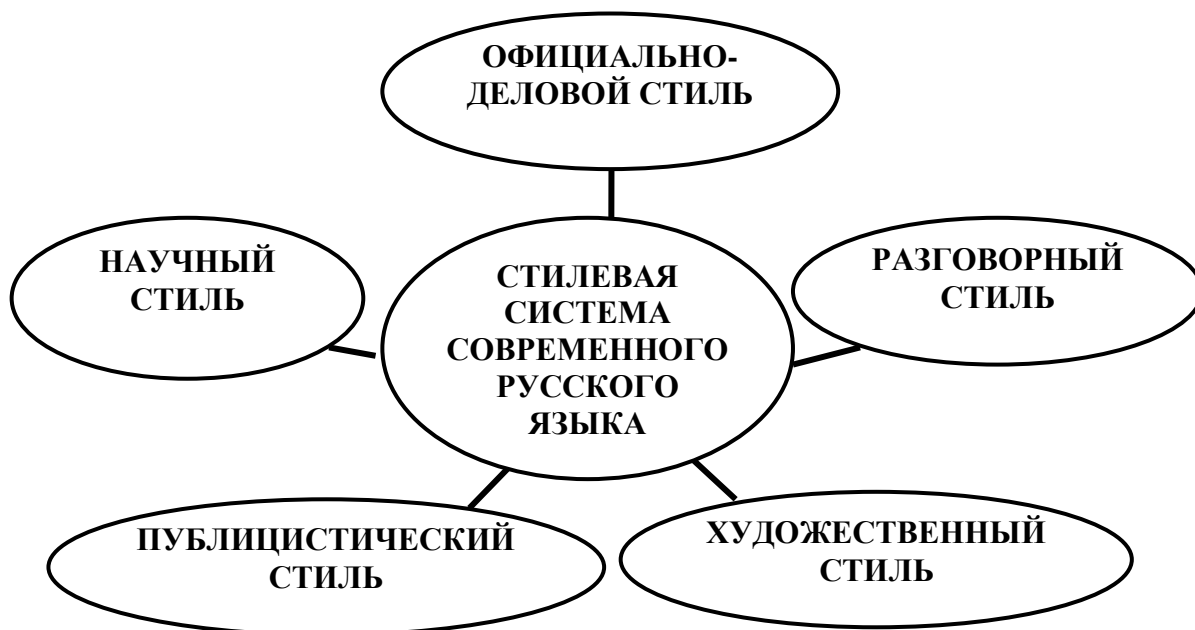 ОФИЦИАЛЬНО-
ДЕЛОВОЙ СТИЛЬ
НАУЧНЫЙ
СТИЛЬ
СТИЛЕВАЯ
СИСТЕМА
СОВРЕМЕННОГО
РУССКОГО
ЯЗЫКА
РАЗГОВОРНЫЙ
СТИЛЬ
ПУБЛИЦИСТИЧЕСКИЙ
СТИЛЬ
ХУДОЖЕСТВЕННЫЙ
СТИЛЬ